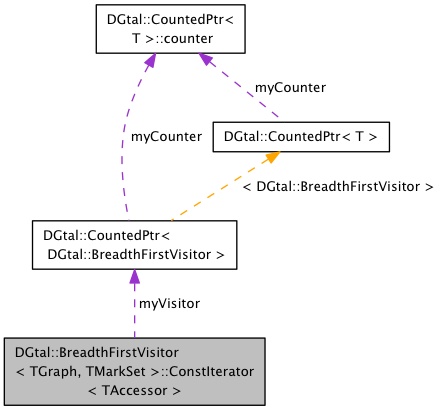 DGtal::CountedPtr<
T >::counter
myCounter
myCounter
DGtal::CountedPtr< T >
< DGtal::BreadthFirstVisitor >
DGtal::CountedPtr<
DGtal::BreadthFirstVisitor >
myVisitor
DGtal::BreadthFirstVisitor
< TGraph, TMarkSet >::ConstIterator
< TAccessor >